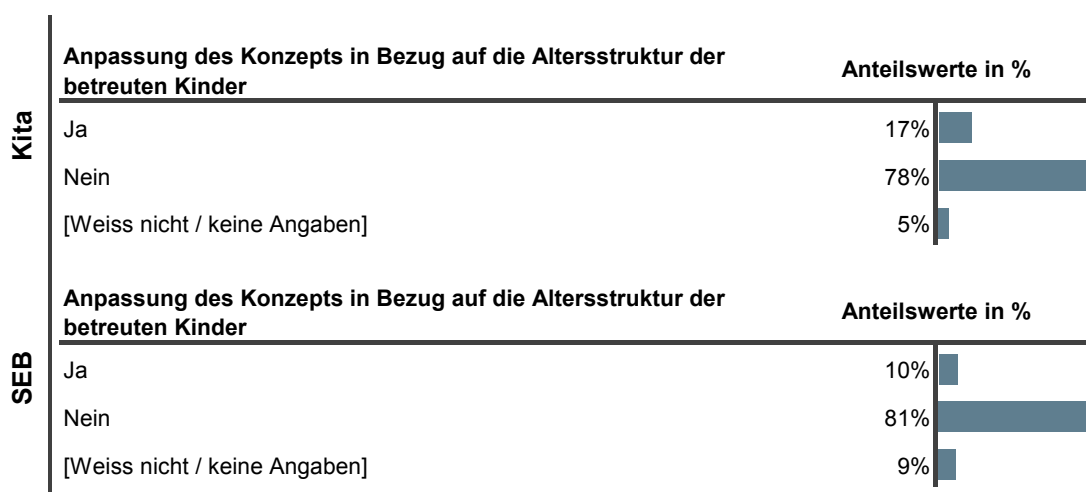 Kita
Anpassung des Konzepts in Bezug auf die Altersstruktur der
betreuten Kinder
Anteilswerte in %
Ja 17%
Nein 78%
[Weiss nicht / keine Angaben] 5%
SEB
Anpassung des Konzepts in Bezug auf die Altersstruktur der
betreuten Kinder
Anteilswerte in %
Ja 10%
Nein 81%
[Weiss nicht / keine Angaben] 9%